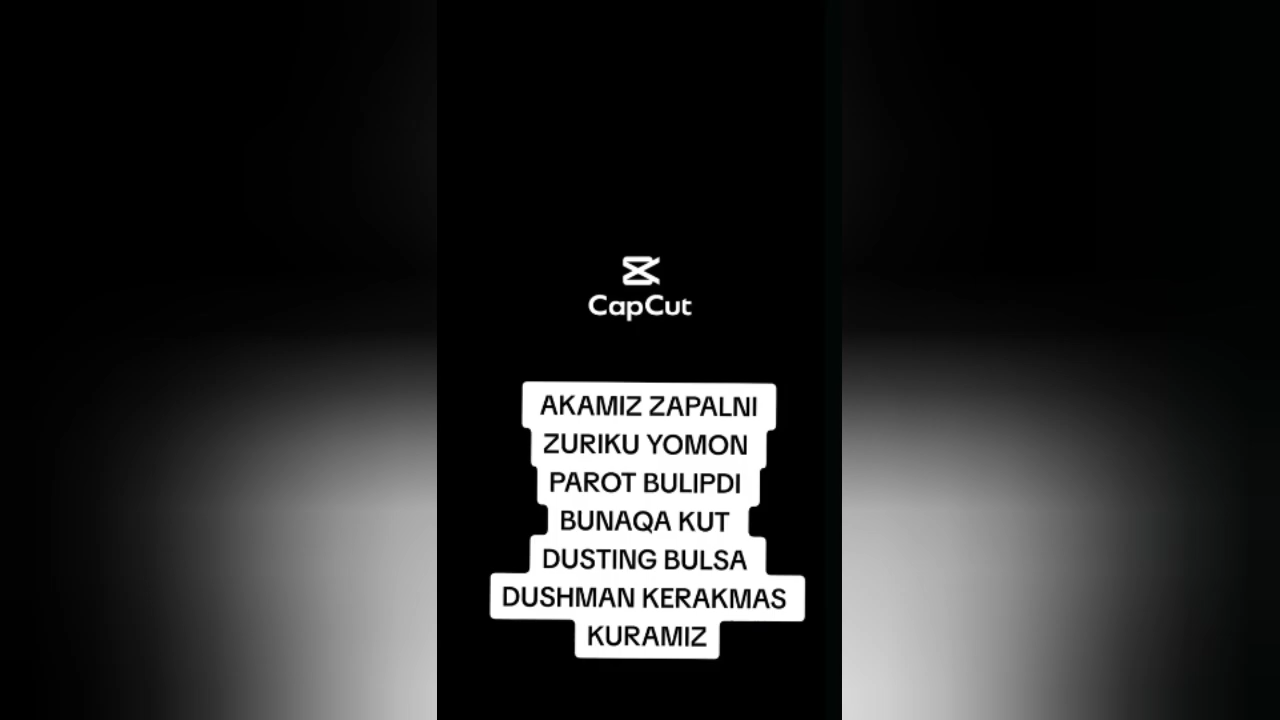 CapCut
AKAMIZ ZAPALNI
ZURIKU YOMON
PAROT BULIPDI
BUNAQA KUT
DUSTING BULSA
DUSHMAN KERAKMAS
KURAMIZ